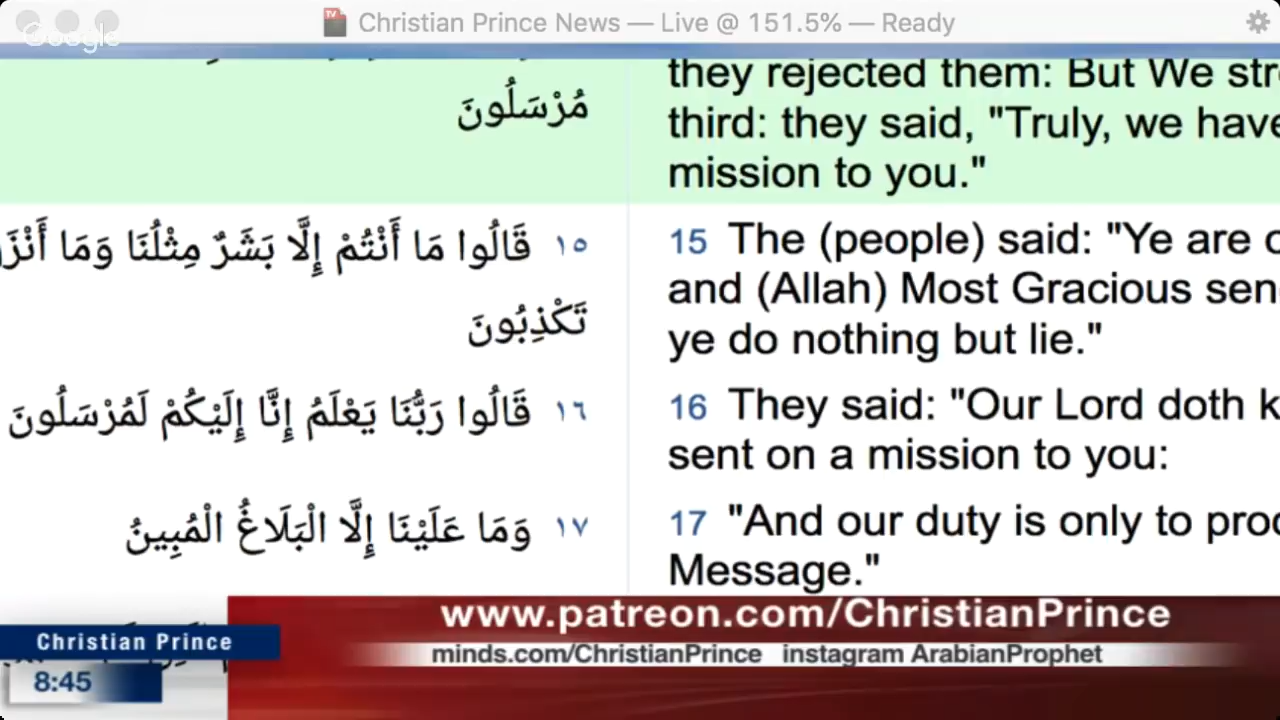 Christian Prince News — Live @ 151.5% — Ready
Google
مُرْسَلُونَ
they rejected them: But We str
third: they said, "Truly, we have
mission to you."
١٥ قَالُوا مَا أَنْتُمْ إِلَّا بَشَرٌ مِثْلُنَا وَمَا
تَكْذِبُونَ
15 The (people) said: "Ye are
and (Allah) Most Gracious sen
ye do nothing but lie."
١٦ قَالُوا رَبُّنَا يَعْلَمُ إِنَّا إِلَيْكُمْ لَمُرْسَلُونَ
16 They said: "Our Lord doth k
sent on a mission to you:
١٧ وَمَا عَلَيْنَا إِلَّا الْبَلَاغُ الْمُبِينُ
17 "And our duty is only to proc
Message."
www.patreon.com/ChristianPrince
Christian Prince
minds.com/ChristianPrince instagram ArabianProphet
8:45